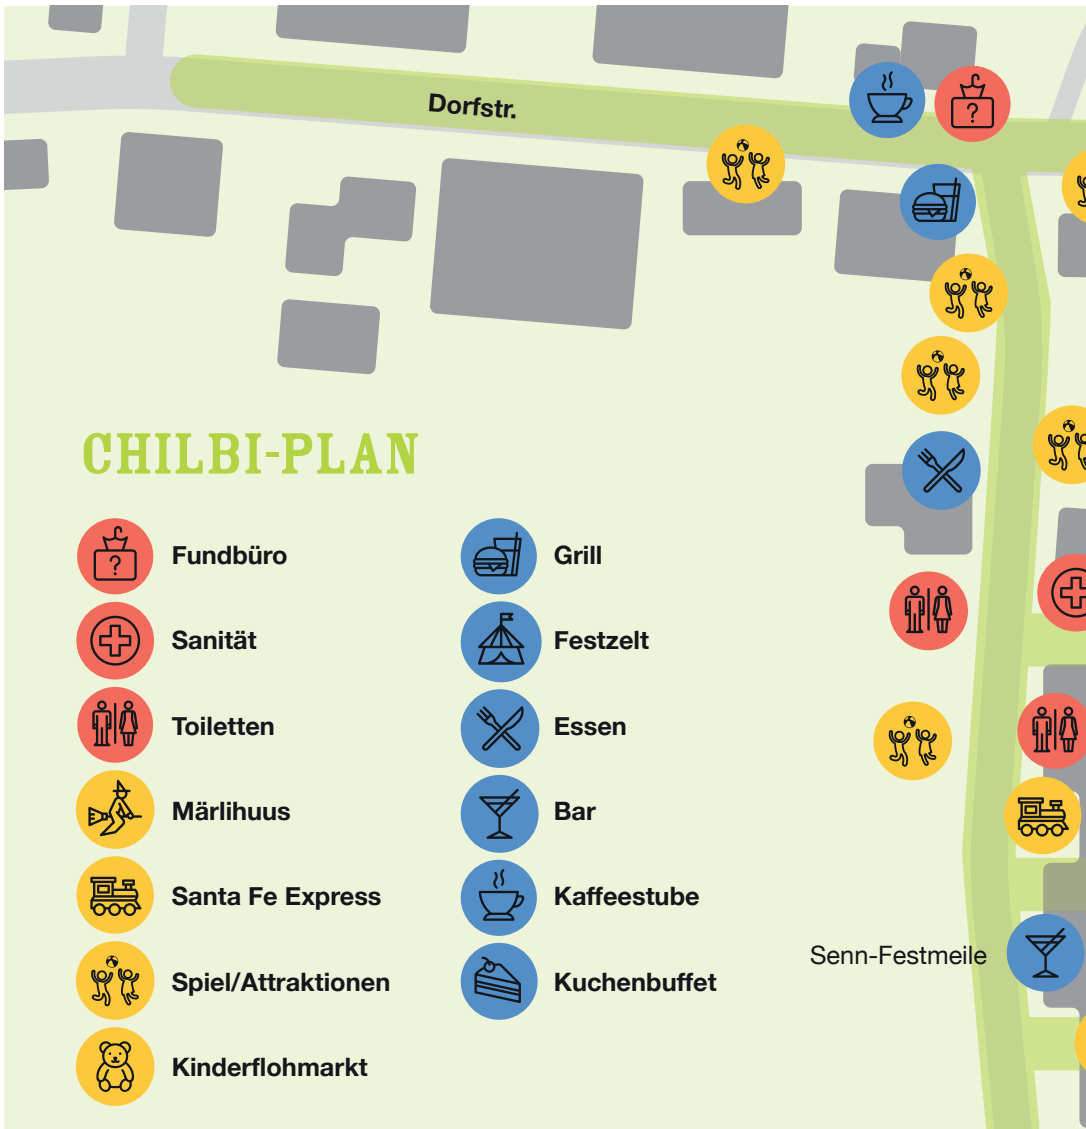 Dorfstr.
CHILBI-PLAN
?
Fundbüro
Sanität
Toiletten
Märlihuus
Santa Fe Express
Spiel/Attraktionen
Kinderflohmarkt
Grill
Festzelt
Essen
Bar
Kaffeestube
Kuchenbuffet
?
Senn-Festmeile